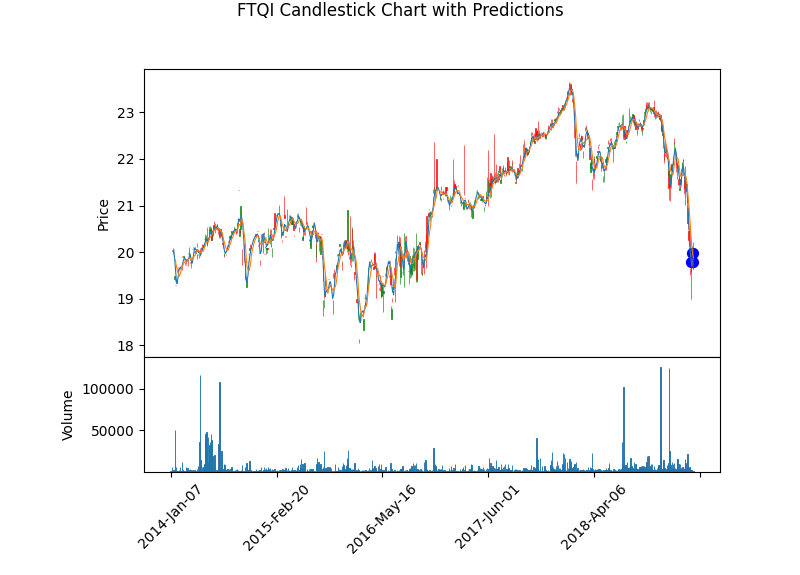 FTQI Candlestick Chart with Predictions
Price
23
22
21
20
19
18
Volume
100000
50000
2014-Jan-07
2015-Feb-20
2016-May-16
2017-Jun-01
2018-Apr-06